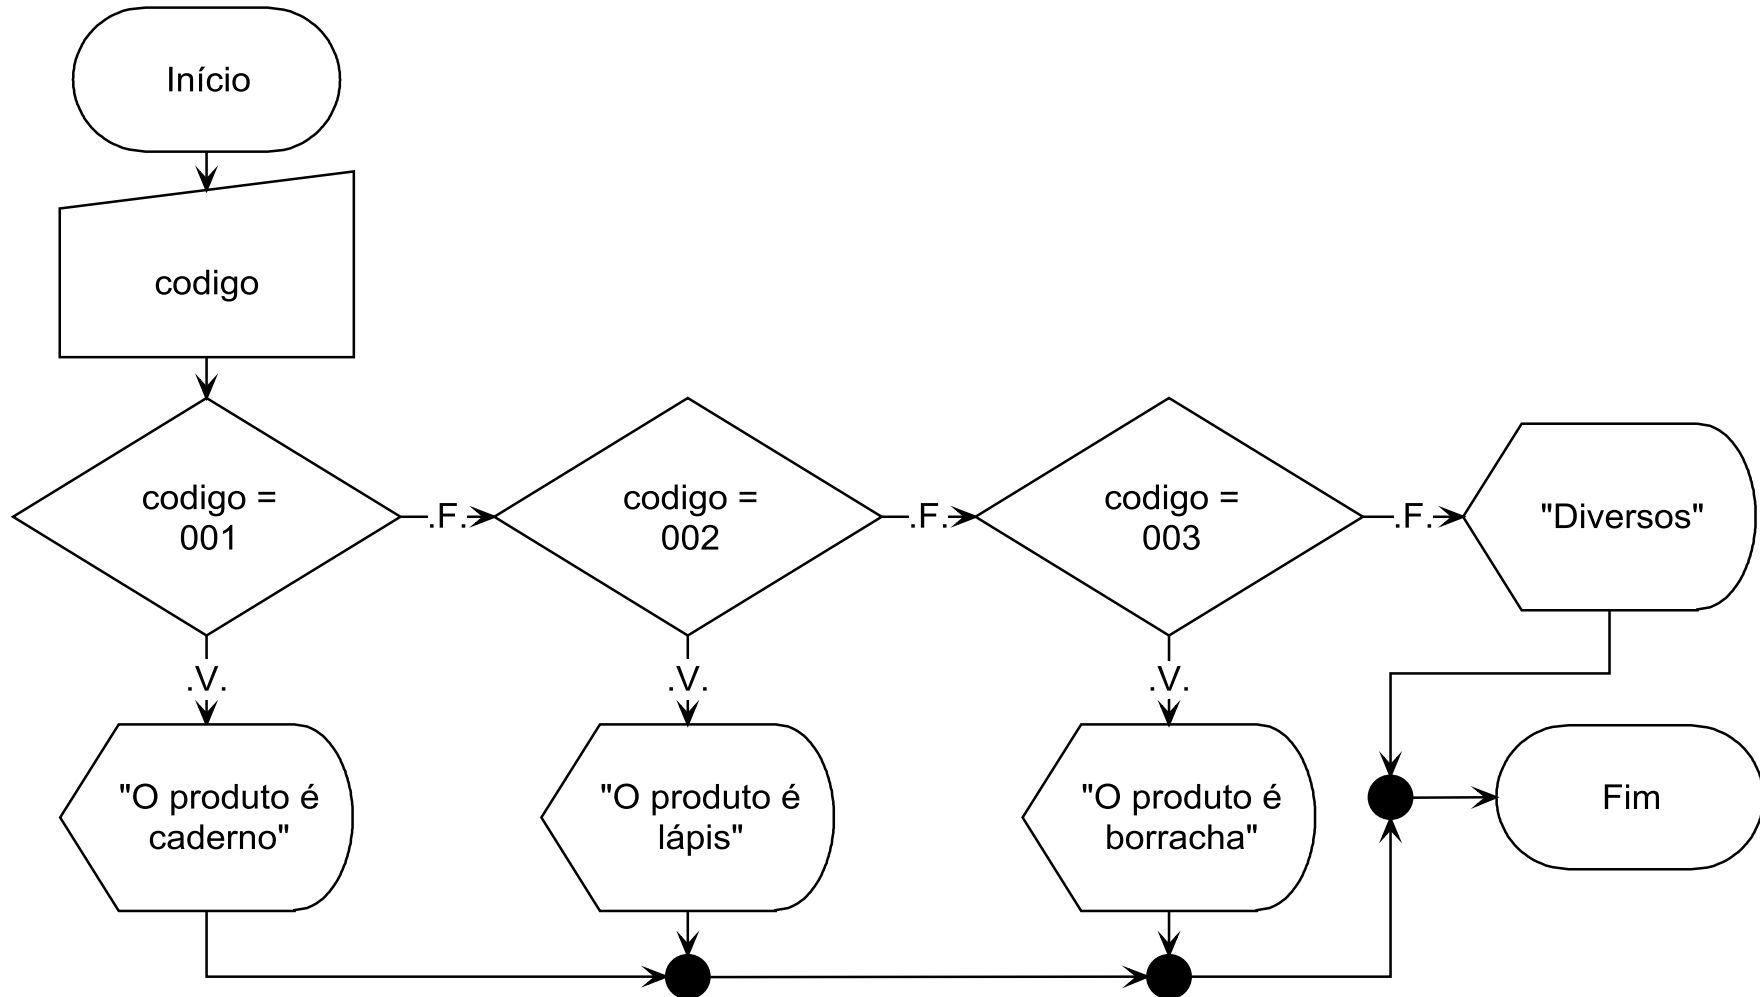 Início
codigo
codigo =
001
.F.
codigo =
002
.F.
codigo =
003
.F.
"Diversos"
.V.
.V.
.V.
"O produto é
caderno"
"O produto é
lápis"
"O produto é
borracha"
Fim